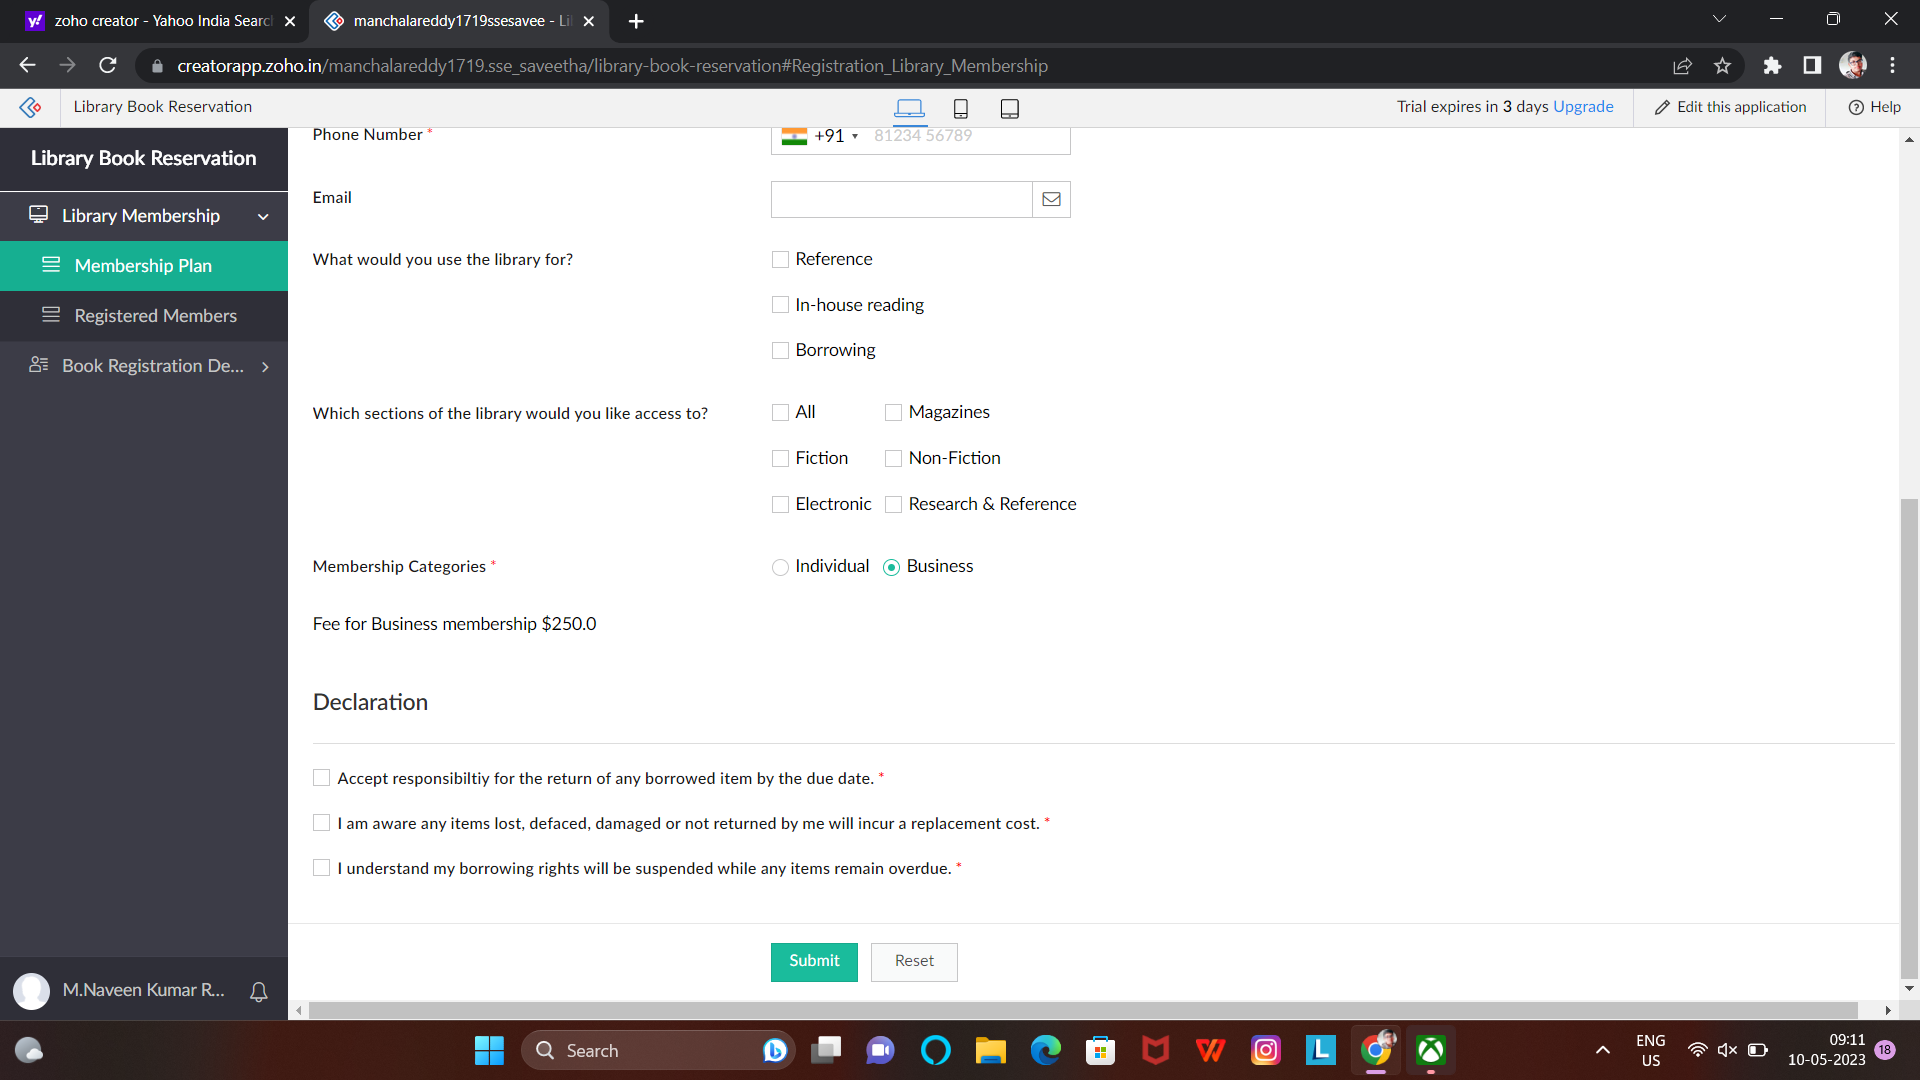 zoho creator - Yahoo India Searc
manchalareddy1719ssesavee - Li
creatorapp.zoho.in/manchalareddy1719.sse_saveetha/library-book-reservation#Registration_Library_Membership
Library Book Reservation
Trial expires in 3 days Upgrade
Edit this application
Help
Library Book Reservation
Library Membership
Membership Plan
Registered Members
Book Registration De...
M.Naveen Kumar R...
Phone Number *
+91 81234 56789
Email
What would you use the library for?
Reference
In-house reading
Borrowing
Which sections of the library would you like access to?
All Magazines
Fiction Non-Fiction
Electronic Research & Reference
Membership Categories *
Individual Business
Fee for Business membership $250.0
Declaration
Accept responsibiltiy for the return of any borrowed item by the due date. *
I am aware any items lost, defaced, damaged or not returned by me will incur a replacement cost. *
I understand my borrowing rights will be suspended while any items remain overdue. *
Submit Reset
Search
ENG
US
09:11
10-05-2023
18